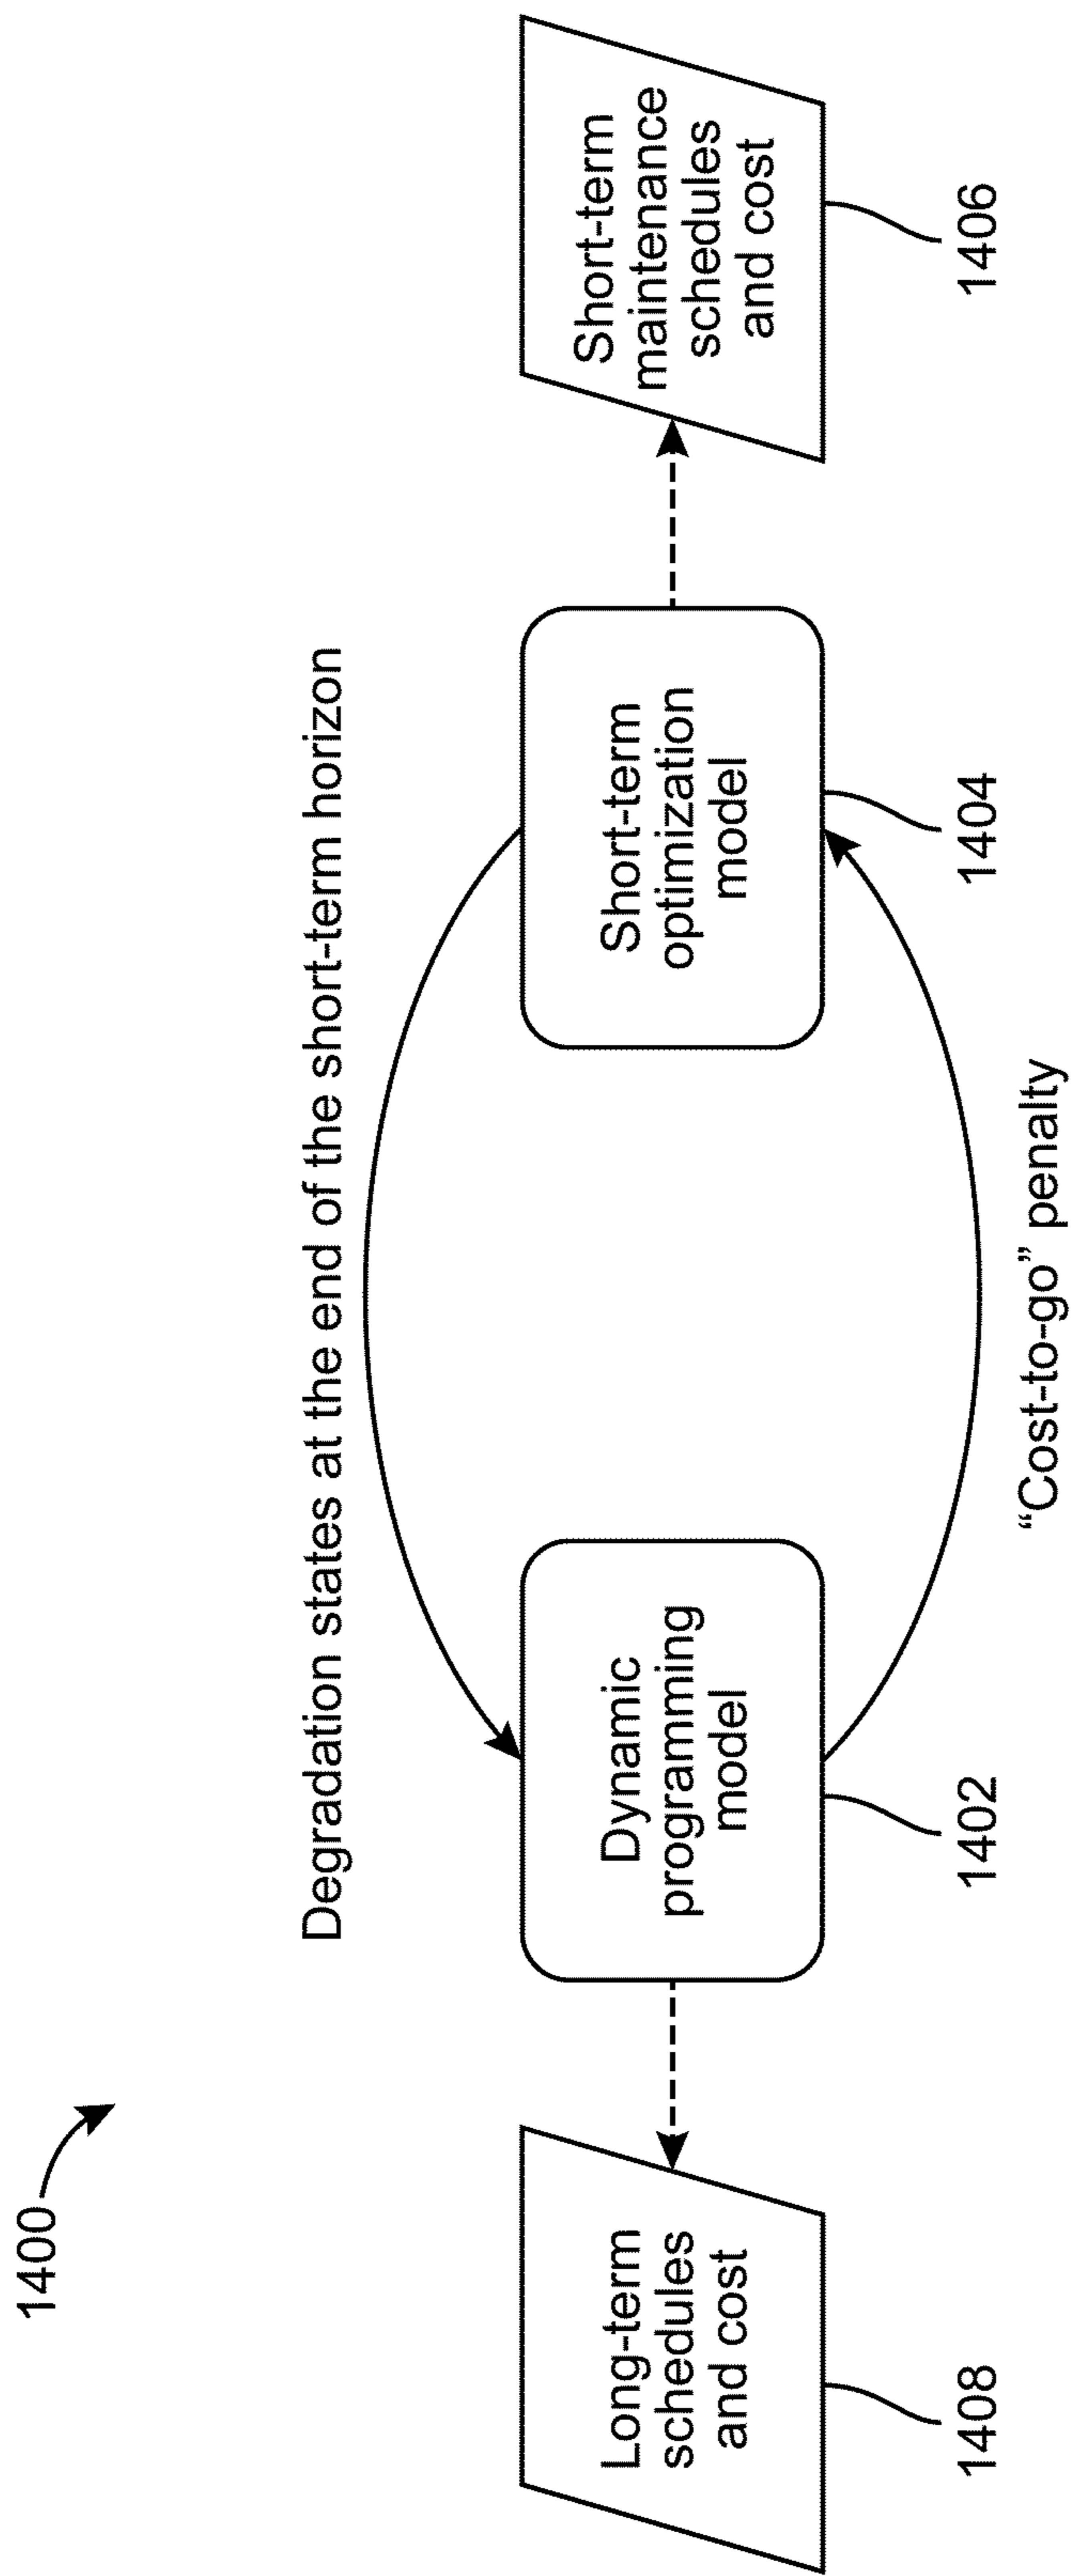 1400
Degradation states at the end of the short-term horizon
Long-term
schedules
and cost
1408
Dynamic
programming
model
1402
Short-term
optimization
model
1404
Short-term
maintenance
schedules
and cost
1406
“Cost-to-go” penalty